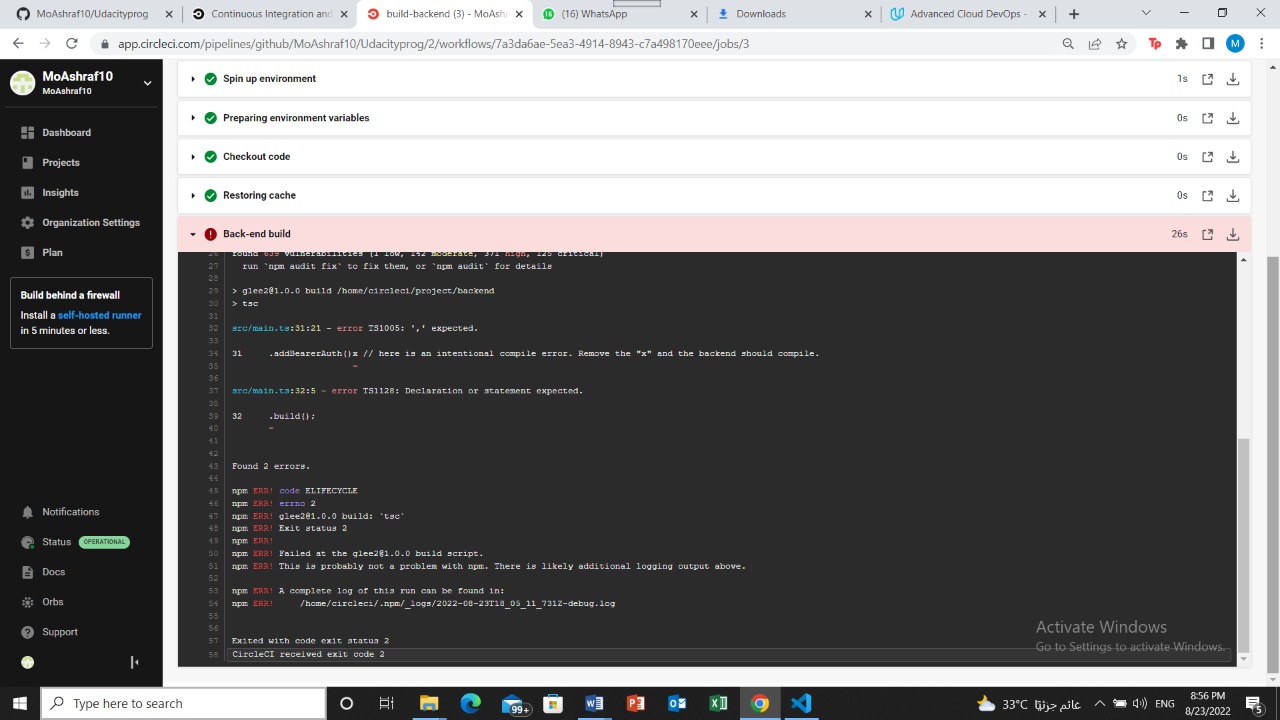 MoAshraf10/Udacityprog
Continuous Integration and
build-backend (3) - MoAsh
(16) WhatsApp
Downloads
Advanced Cloud DevOps -
app.circleci.com/pipelines/github/MoAshraf10/Udacityprog/2/workflows/7a3da6ae-5ea3-4914-8943-c7a498170eee/jobs/3
M
MoAshraf10
MoAshraf10
Dashboard
Projects
Insights
Organization Settings
Plan
Build behind a firewall
Install a self-hosted runner
in 5 minutes or less.
Notifications
Status OPERATIONAL
Docs
Orbs
Support
Spin up environment 1s
Preparing environment variables 0s
Checkout code 0s
Restoring cache 0s
Back-end build 26s
26 found 639 vulnerabilities (1 low, 142 moderate, 371 high, 125 critical)
27 run `npm audit fix` to fix them, or `npm audit` for details
28
29 > glee2@1.0.0 build /home/circleci/project/backend
30 > tsc
31
32 src/main.ts:31:21 - error TS1005: ',' expected.
33
34 31 .addBearerAuth()x // here is an intentional compile error. Remove the "x" and the backend should compile.
35 ~
36
37 src/main.ts:32:5 - error TS1128: Declaration or statement expected.
38
39 32 .build();
40 ~
41
42
43 Found 2 errors.
44
45 npm ERR! code ELIFECYCLE
46 npm ERR! errno 2
47 npm ERR! glee2@1.0.0 build: `tsc`
48 npm ERR! Exit status 2
49 npm ERR!
50 npm ERR! Failed at the glee2@1.0.0 build script.
51 npm ERR! This is probably not a problem with npm. There is likely additional logging output above.
52
53 npm ERR! A complete log of this run can be found in:
54 npm ERR! /home/circleci/.npm/_logs/2022-08-23T18_05_11_731Z-debug.log
55
56
57 Exited with code exit status 2
58 CircleCI received exit code 2
Activate Windows
Go to Settings to activate Windows.
Type here to search
99+
33°C غائم جزئيًا
ENG
8:56 PM
8/23/2022
5